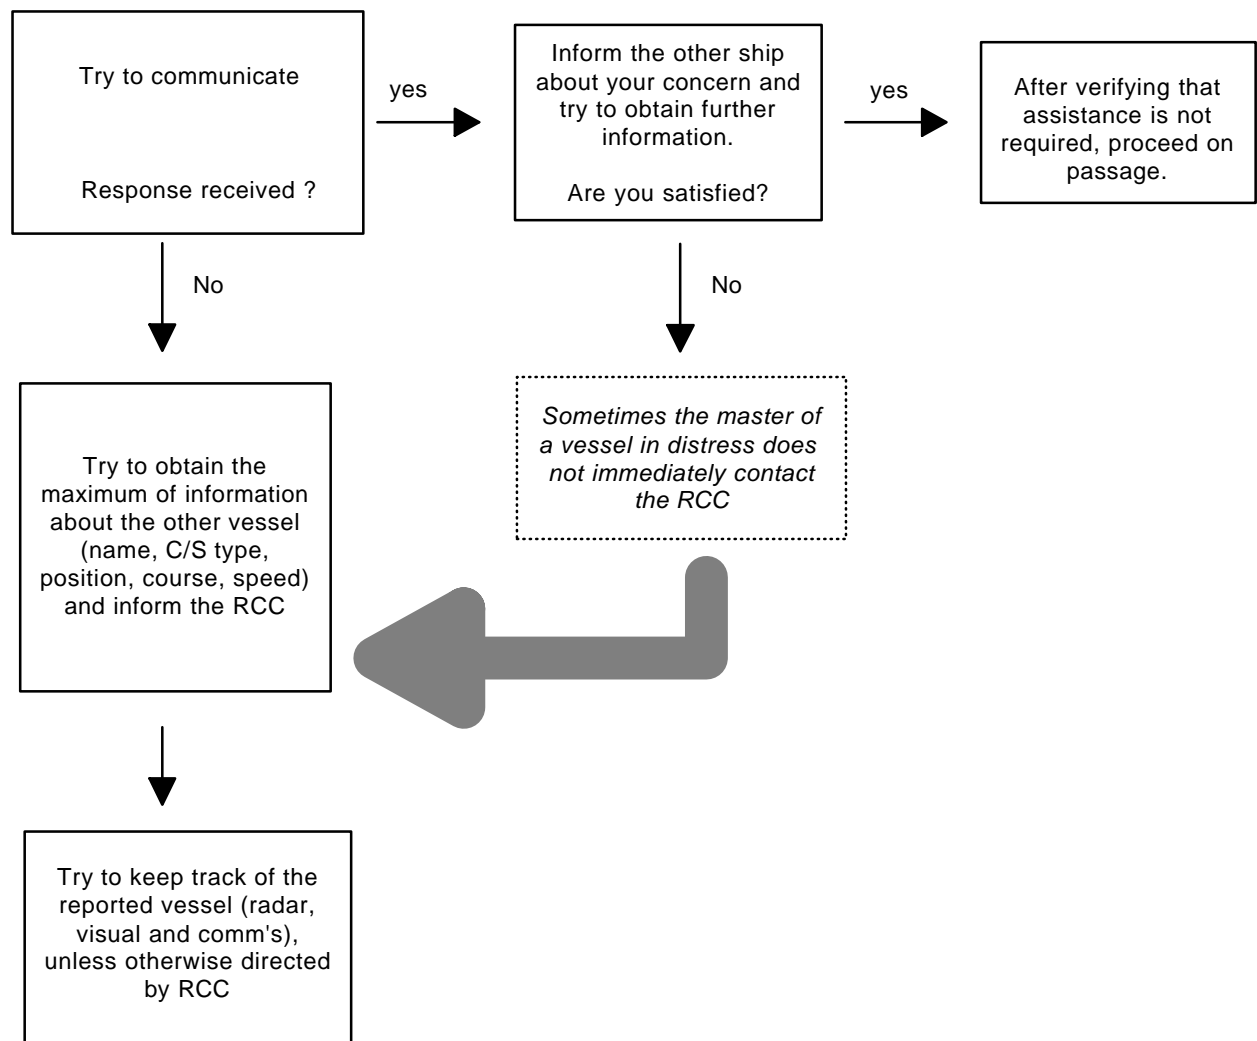 Try to communicate
Response received ?
yes
Inform the other ship
about your concern and
try to obtain further
information.
Are you satisfied?
yes
After verifying that
assistance is not
required, proceed on
passage.
No
No
Try to obtain the
maximum of information
about the other vessel
(name, C/S type,
position, course, speed)
and inform the RCC
Sometimes the master of
a vessel in distress does
not immediately contact
the RCC
Try to keep track of the
reported vessel (radar,
visual and comm's),
unless otherwise directed
by RCC